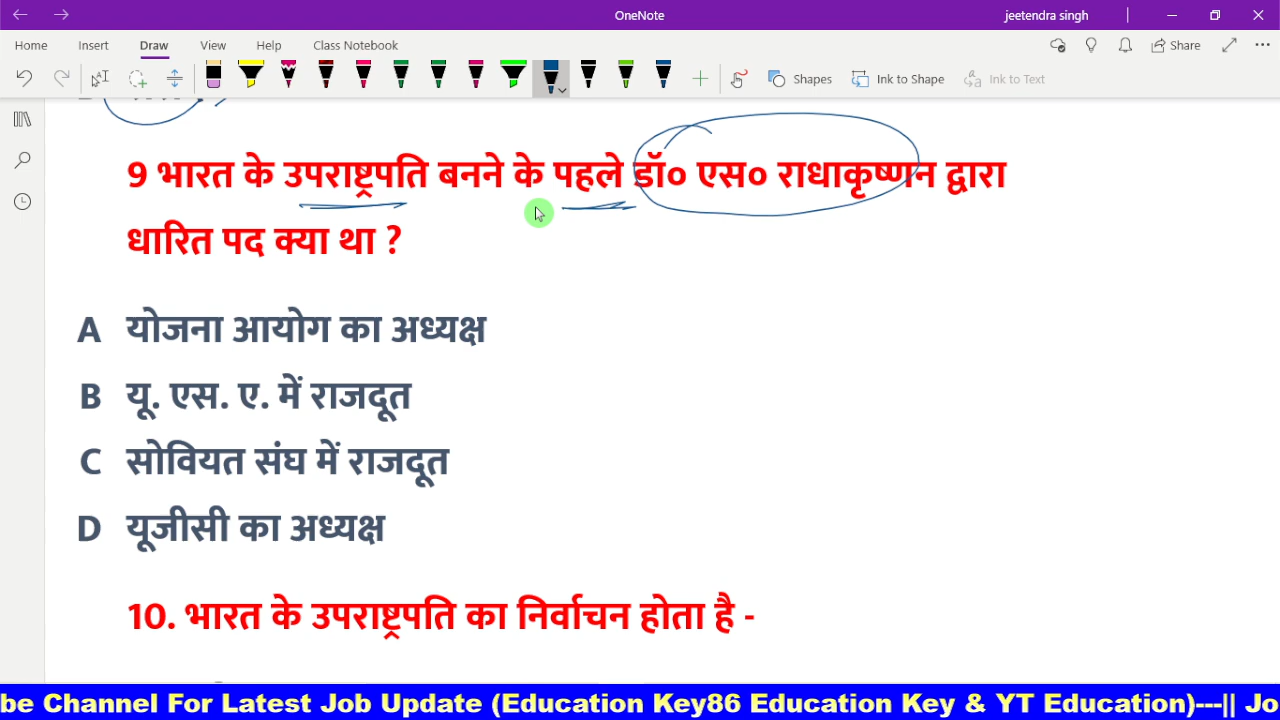 OneNote
jeetendra singh
Home Insert Draw View Help Class Notebook
Share
Shapes
Ink to Shape
Ink to Text
9 भारत के उपराष्ट्रपति बनने के पहले डॉ० एस० राधाकृष्णन द्वारा
धारित पद क्या था ?
A योजना आयोग का अध्यक्ष
B यू. एस. ए. में राजदूत
C सोवियत संघ में राजदूत
D यूजीसी का अध्यक्ष
10. भारत के उपराष्ट्रपति का निर्वाचन होता है -
be Channel For Latest Job Update (Education Key86 Education Key & YT Education)---|| Jo